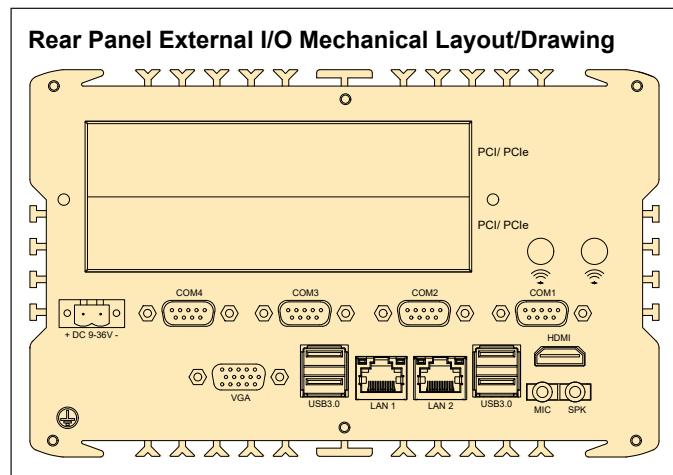 Rear Panel External I/O Mechanical Layout/Drawing
PCI/ PCIe
PCI/ PCIe
COM4 COM3 COM2 COM1
+ DC 9-36V -
HDMI
VGA
USB3.0 LAN 1 LAN 2 USB3.0 MIC SPK